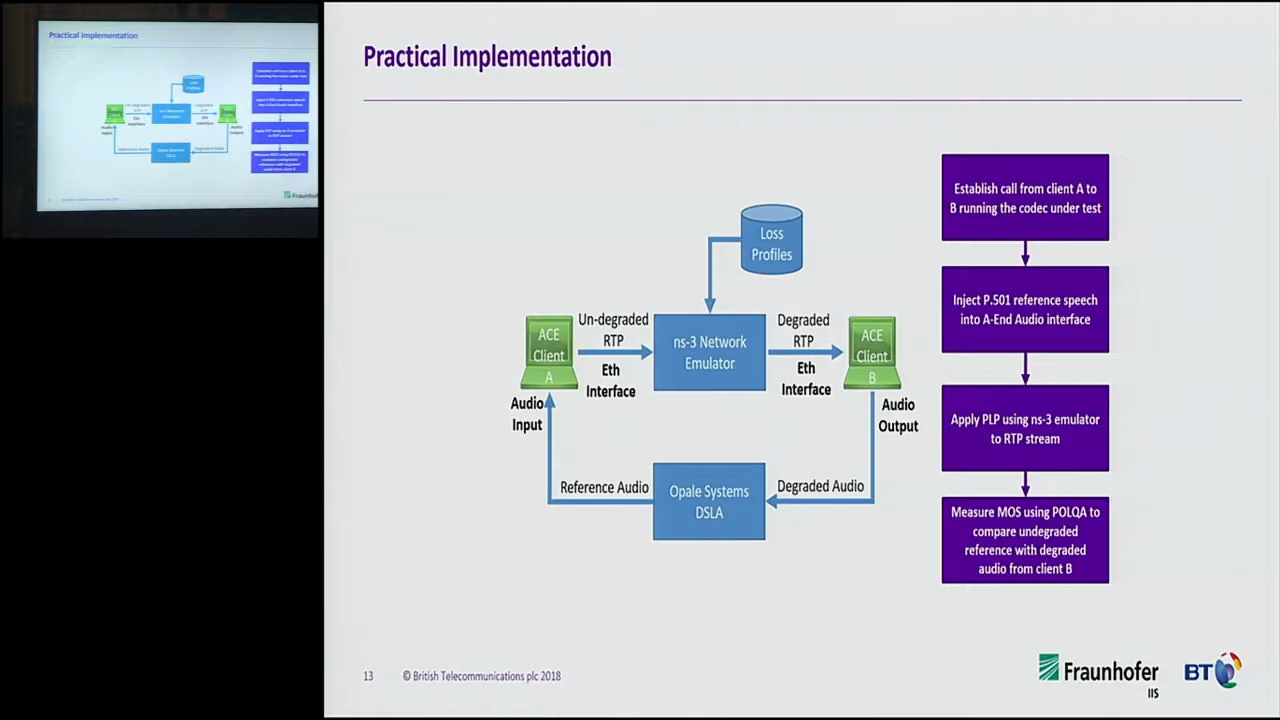 Practical Implementation
Loss
Profiles
ACE
Client
A
Un-degraded
RTP
Eth
Interface
ns-3 Network
Emulator
Degraded
RTP
Eth
Interface
ACE
Client
B
Audio
Input
Audio
Output
Reference Audio
Opale Systems
DSLA
Degraded Audio
Establish call from client A to
B running the codec under test
Inject P.501 reference speech
into A-End Audio interface
Apply PLP using ns-3 emulator
to RTP stream
Measure MOS using POLQA to
compare undegraded
reference with degraded
audio from client B
13
© British Telecommunications plc 2018
Fraunhofer
IIS
BT
Practical Implementation